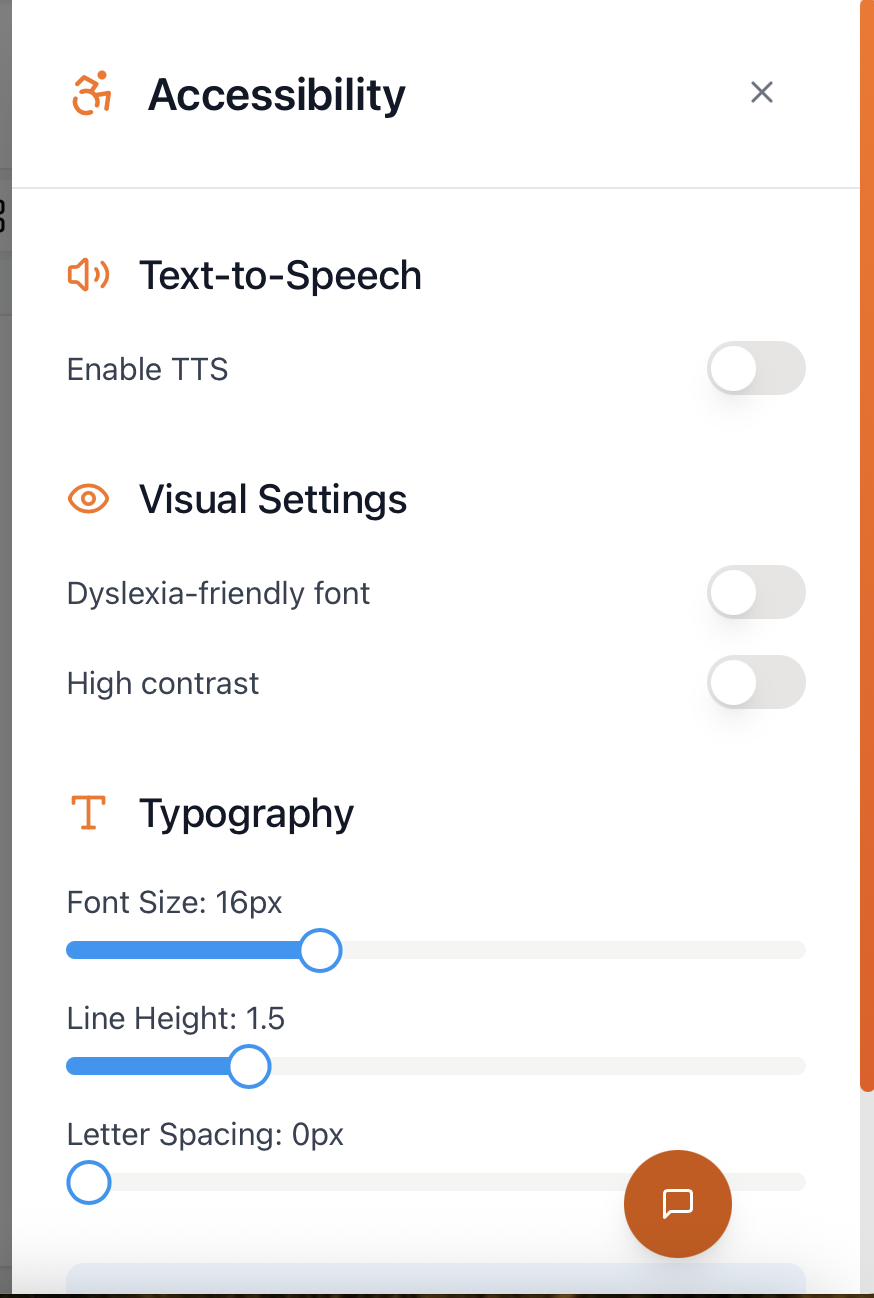 Accessibility
Text-to-Speech
Enable TTS
Visual Settings
Dyslexia-friendly font
High contrast
Typography
Font Size: 16px
Line Height: 1.5
Letter Spacing: 0px